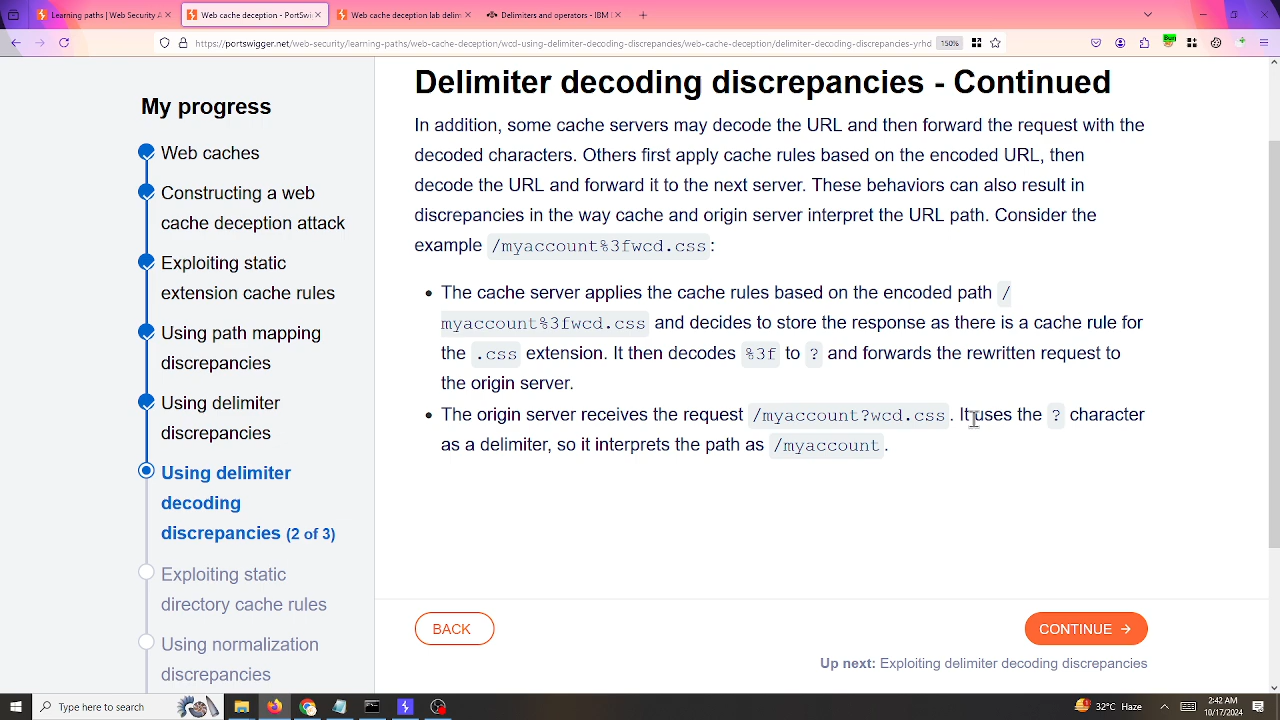 Learning paths | Web Security A
Web cache deception - PortSwi
Web cache deception lab delim
Delimiters and operators - IBM
https://portswigger.net/web-security/learning-paths/web-cache-deception/wcd-using-delimiter-decoding-discrepancies/web-cache-deception/delimiter-decoding-discrepander-yrhd
150%
My progress
Web caches
Constructing a web
cache deception attack
Exploiting static
extension cache rules
Using path mapping
discrepancies
Using delimiter
discrepancies
Using delimiter
decoding
discrepancies (2 of 3)
Exploiting static
directory cache rules
Using normalization
discrepancies
Delimiter decoding discrepancies - Continued
In addition, some cache servers may decode the URL and then forward the request with the
decoded characters. Others first apply cache rules based on the encoded URL, then
decode the URL and forward it to the next server. These behaviors can also result in
discrepancies in the way cache and origin server interpret the URL path. Consider the
example /myaccount%3fwcd.css:
• The cache server applies the cache rules based on the encoded path /
myaccount%3fwcd.css and decides to store the response as there is a cache rule for
the .css extension. It then decodes %3f to ? and forwards the rewritten request to
the origin server.
• The origin server receives the request /myaccount?wcd.css. It uses the ? character
as a delimiter, so it interprets the path as /myaccount.
BACK
CONTINUE →
Up next: Exploiting delimiter decoding discrepancies
Type here to search
32°C Haze
2:42 AM
10/17/2024